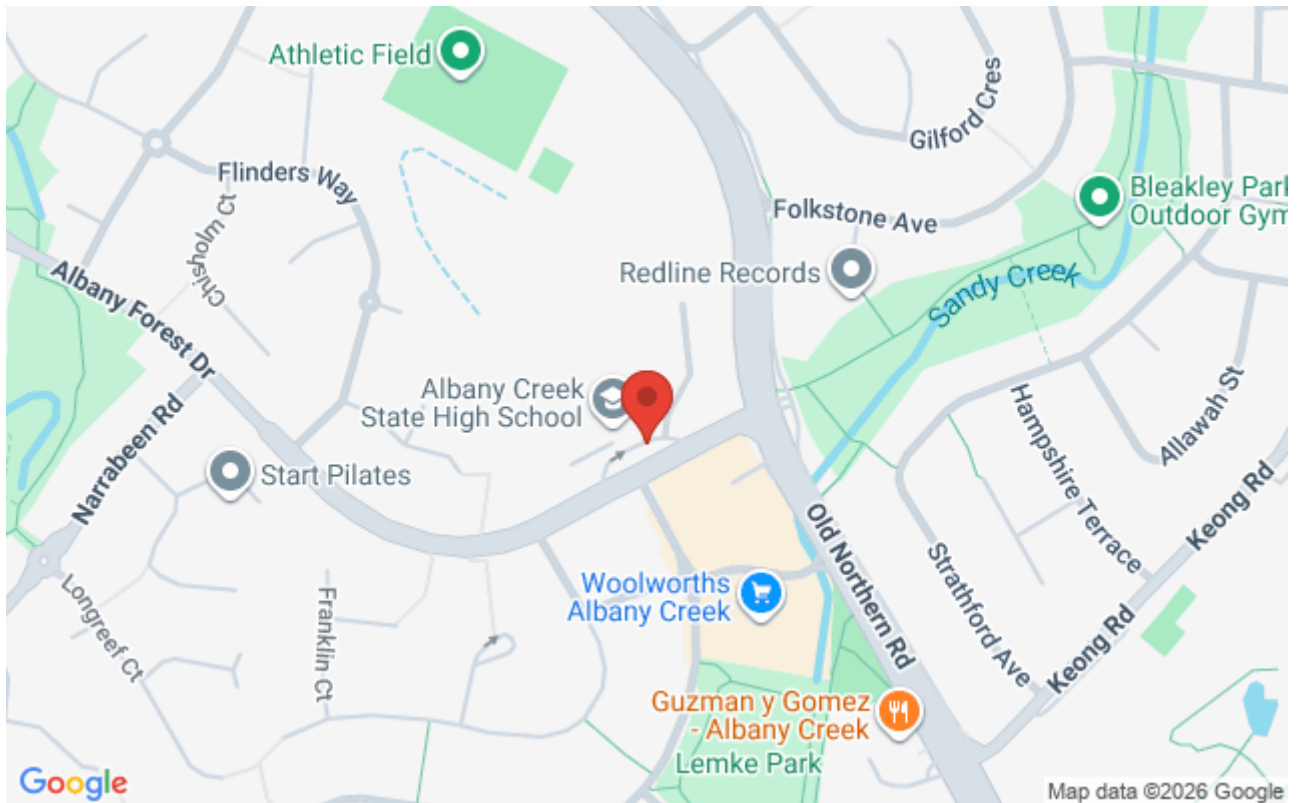 Athletic Field
Gilford Cres
Flinders Way
Bleakley Park
Outdoor Gym
Chisholm Ct
Folkstone Ave
Albany Forest Dr
Redline Records
Sandy Creek
Albany Creek
State High School
Narrabeen Rd
Start Pilates
Hampshire Terrace
Allawah St
Keong Rd
Old Northern Rd
Strathford Ave
Woolworths
Albany Creek
Longreef Ct
Franklin Ct
Keong Rd
Guzman y Gomez
- Albany Creek
Lemke Park
Google
Map data ©2026 Google